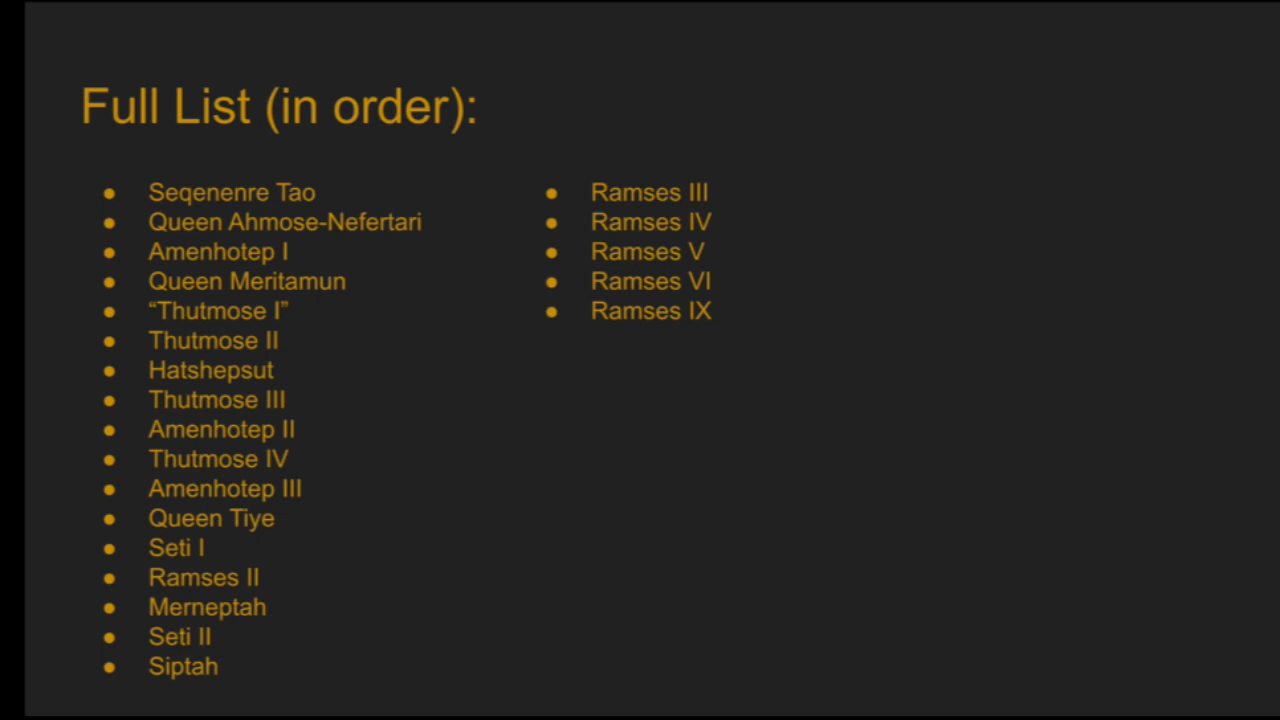 Full List (in order):
● Seqenenre Tao
● Queen Ahmose-Nefertari
● Amenhotep I
● Queen Meritamun
● “Thutmose I”
● Thutmose II
● Hatshepsut
● Thutmose III
● Amenhotep II
● Thutmose IV
● Amenhotep III
● Queen Tiye
● Seti I
● Ramses II
● Merneptah
● Seti II
● Siptah
● Ramses III
● Ramses IV
● Ramses V
● Ramses VI
● Ramses IX